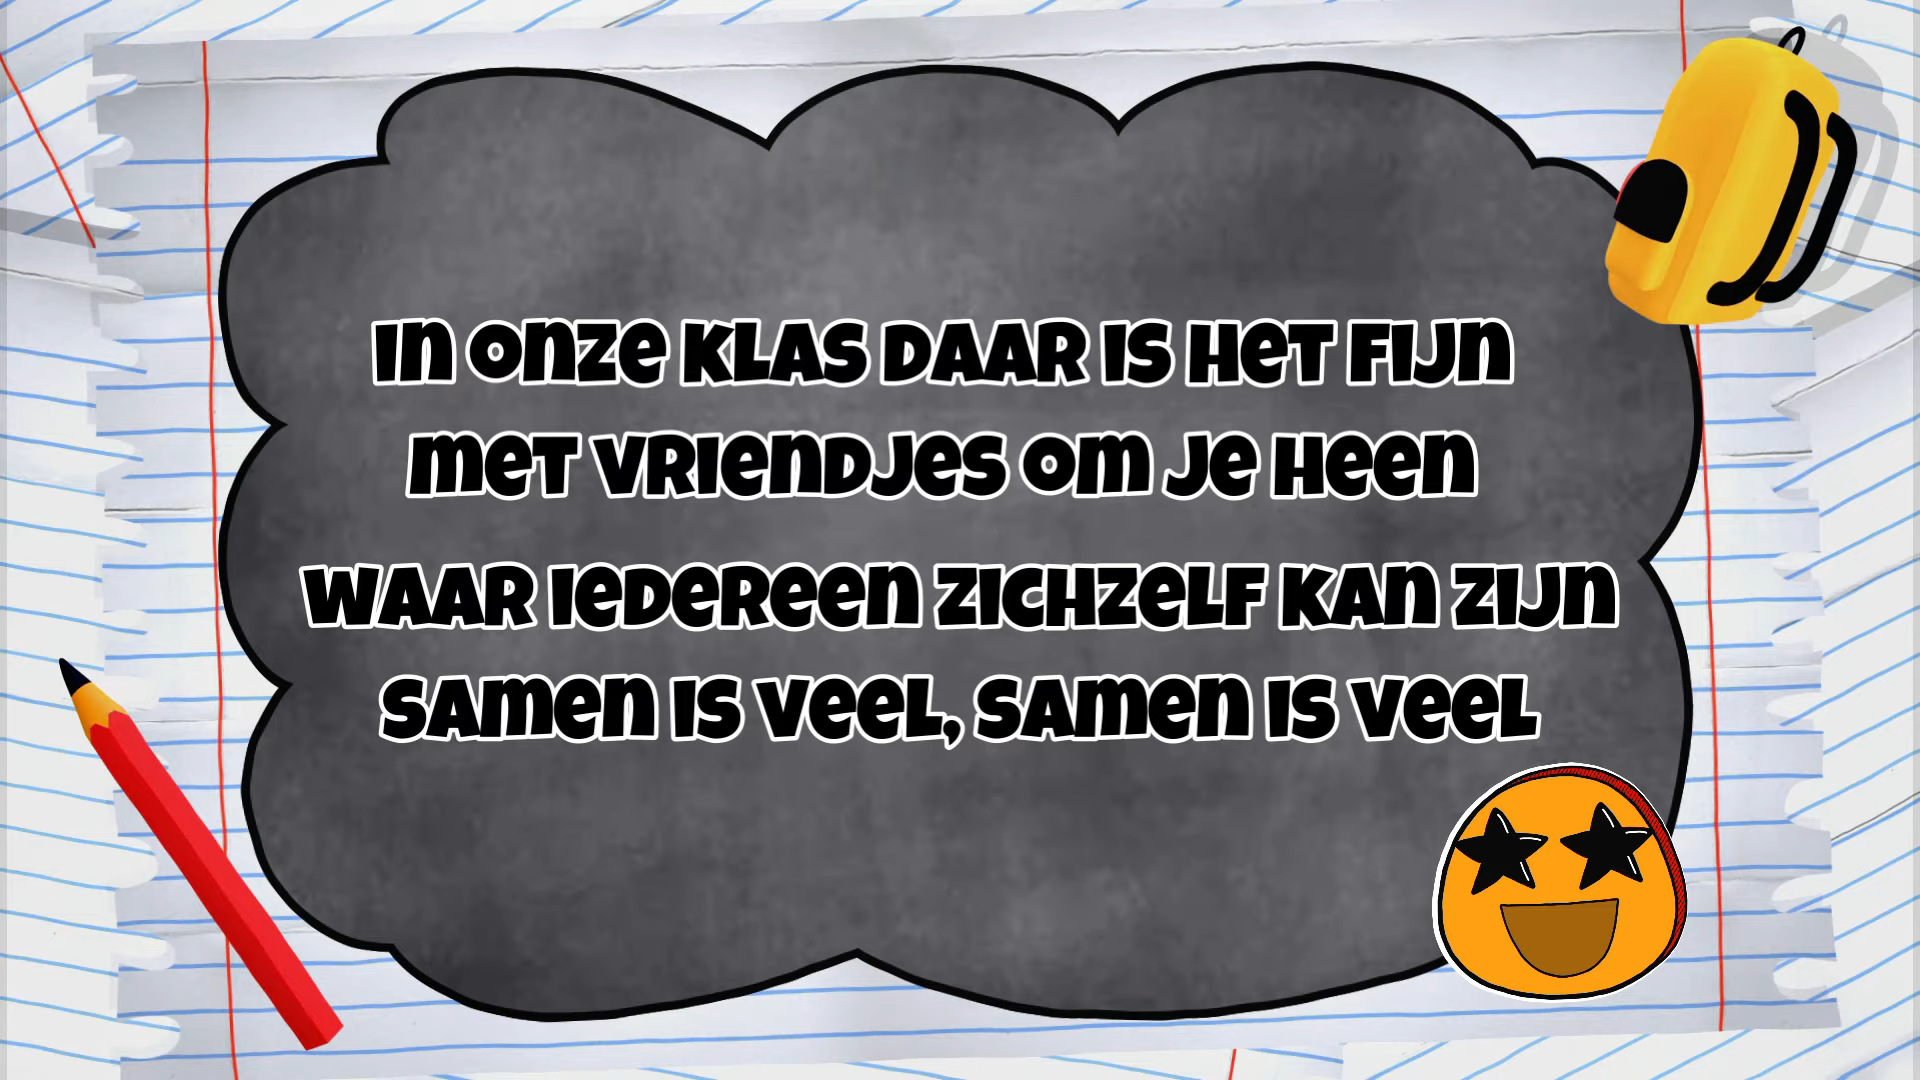 In onze klas daar is het fijn
met vriendjes om je heen
waar iedereen zichzelf kan zijn
samen is veel, samen is veel